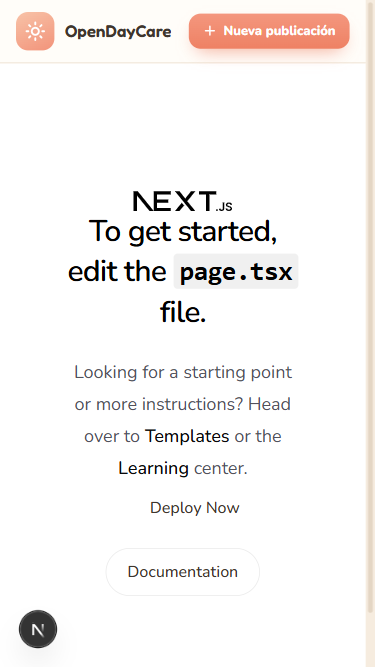 OpenDayCare
+ Nueva publicación
NEXT.JS
To get started,
edit the page.tsx
file.
Looking for a starting point
or more instructions? Head
over to Templates or the
Learning center.
Deploy Now
Documentation
N